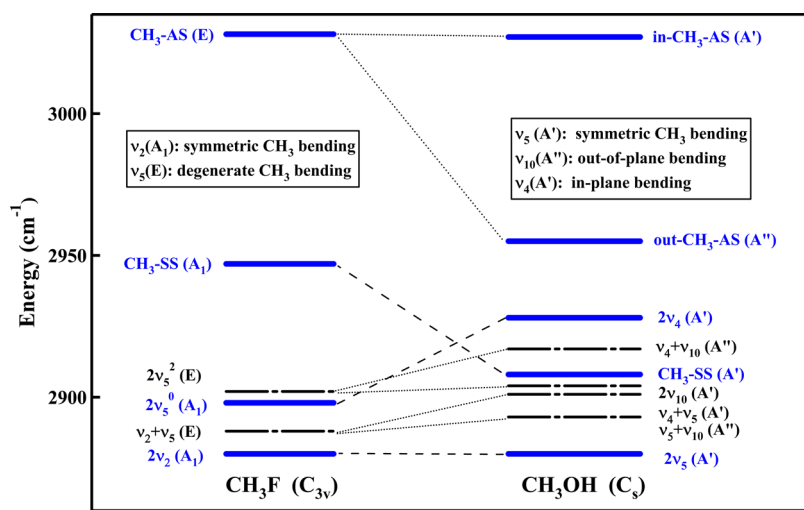 CH₃-AS (E)
in-CH₃-AS (A')
3000
ν₂(A₁): symmetric CH₃ bending
ν₅(E): degenerate CH₃ bending
ν₅ (A'): symmetric CH₃ bending
ν₁₀(A"): out-of-plane bending
ν₄(A'): in-plane bending
Energy (cm⁻¹)
2950
out-CH₃-AS (A")
CH₃-SS (A₁)
2ν₄ (A')
ν₄+ν₁₀ (A")
2ν₅² (E)
CH₃-SS (A')
2900
2ν₅⁰ (A₁)
2ν₁₀ (A')
ν₄+ν₅ (A')
ν₂+ν₅ (E)
ν₅+ν₁₀ (A")
2ν₂ (A₁)
2ν₅ (A')
CH₃F (C₃ᵥ)
CH₃OH (Cₛ)